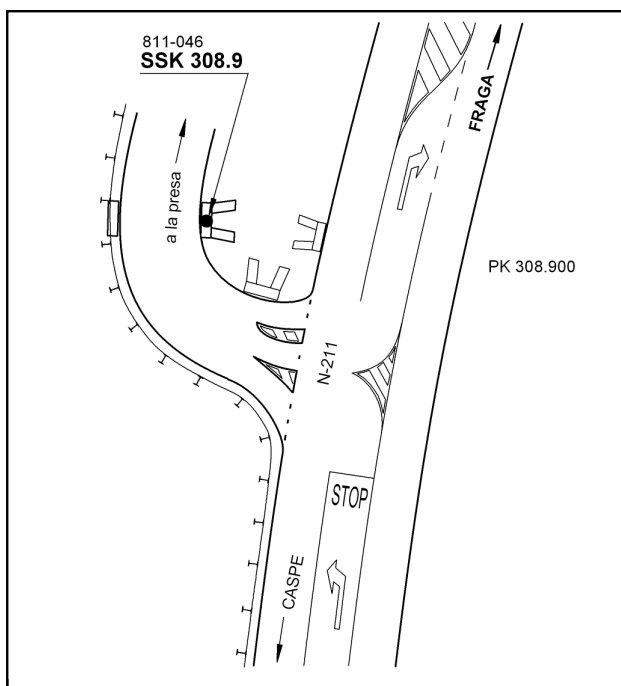 811-046
SSK 308.9
a la presa
FRAGA
PK 308.900
N-211
STOP
CASPE